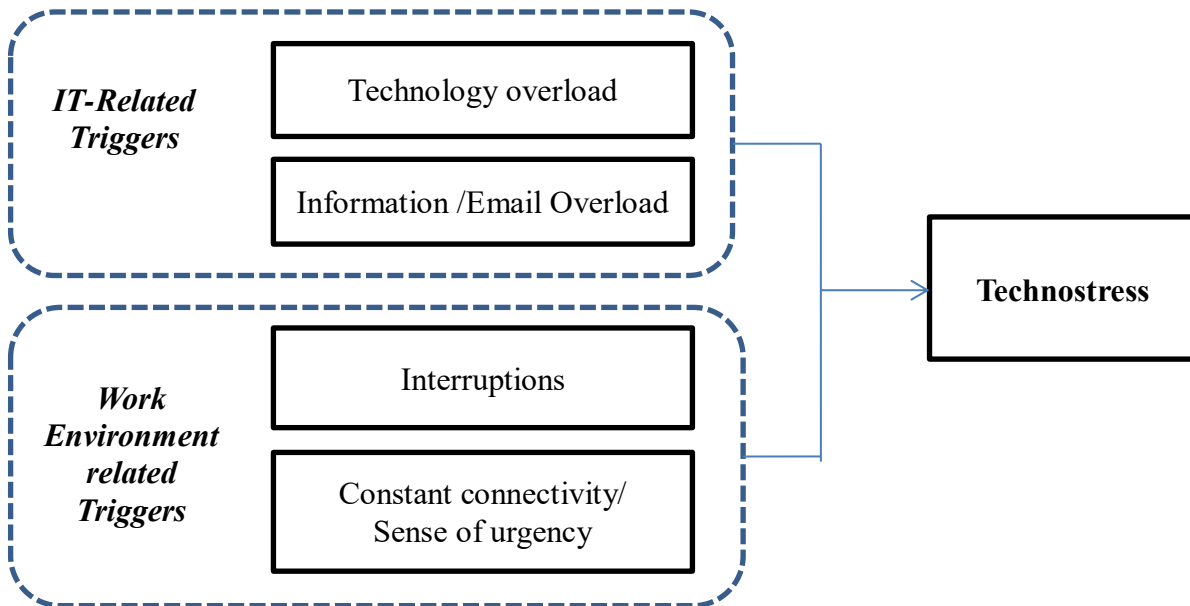 IT-Related
Triggers
Technology overload
Information /Email Overload
Technostress
Work
Environment
related
Triggers
Interruptions
Constant connectivity/
Sense of urgency